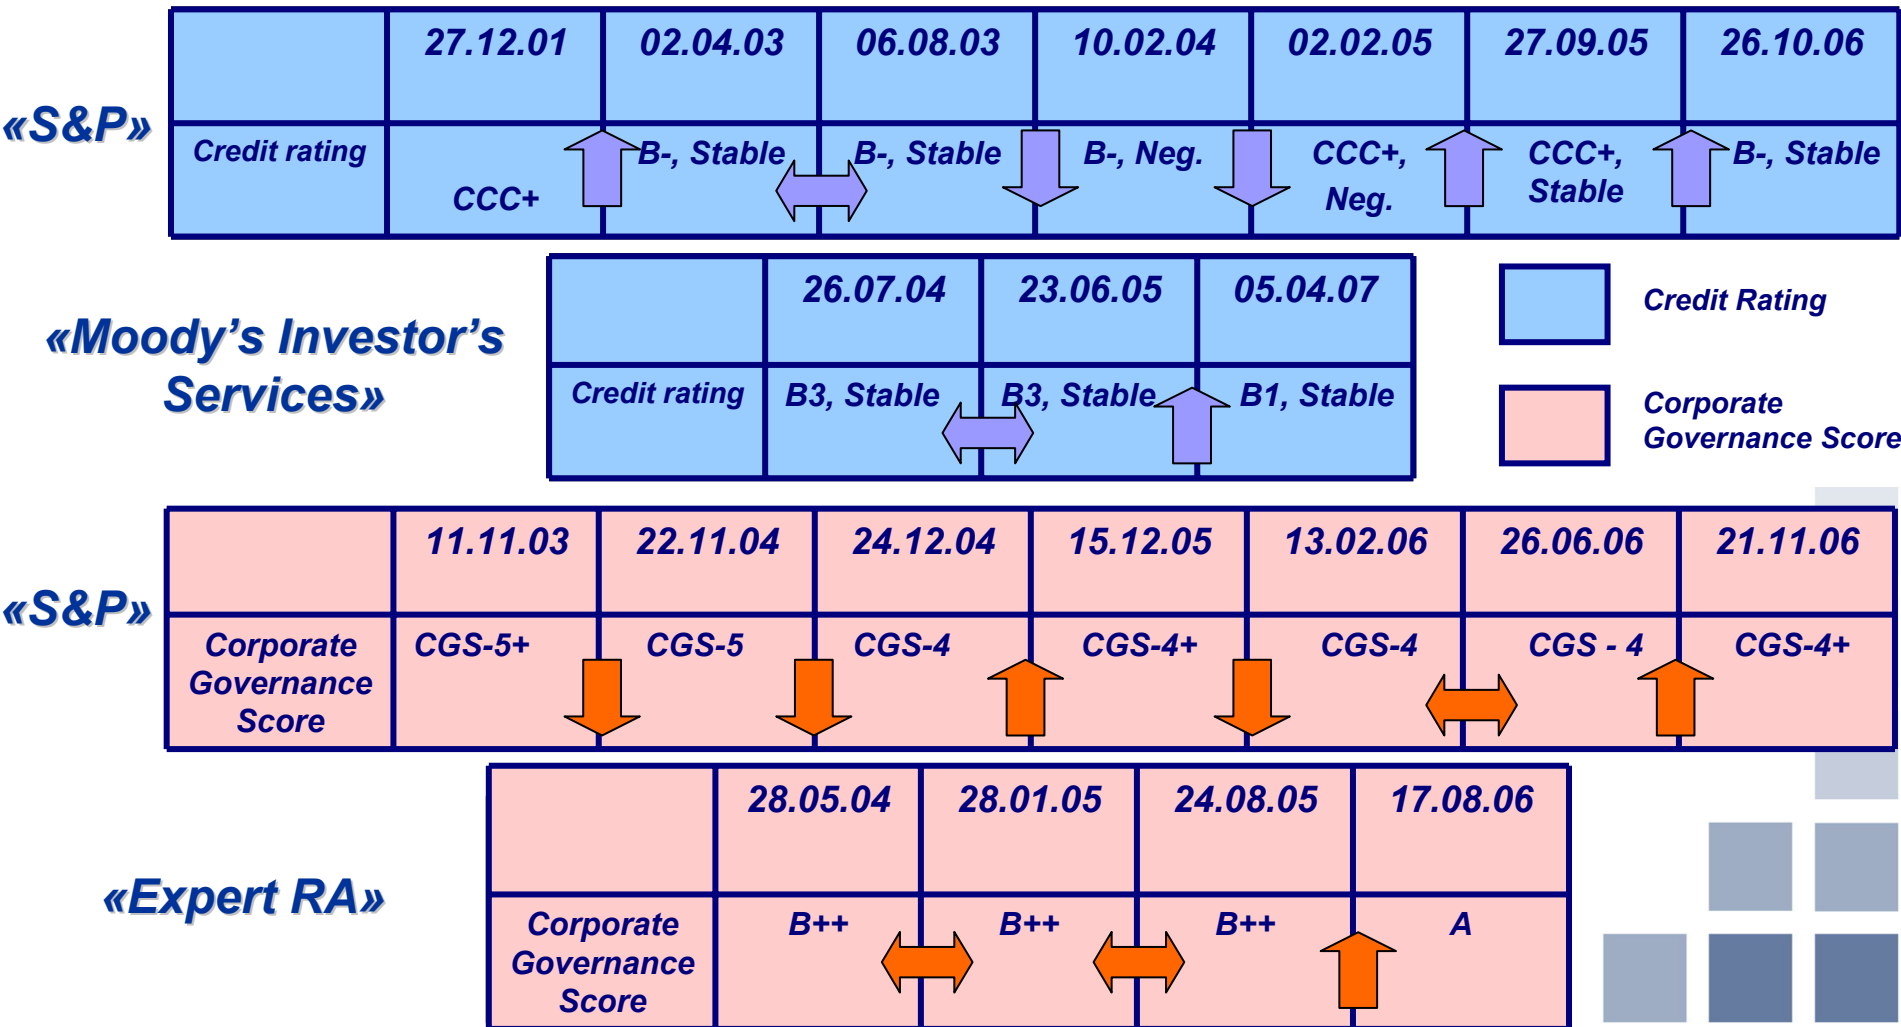 «S&P»
27.12.01 02.04.03 06.08.03 10.02.04 02.02.05 27.09.05 26.10.06
Credit rating
CCC+
B-, Stable
B-, Stable
B-, Neg.
CCC+,
Neg.
CCC+,
Stable
B-, Stable
«Moody’s Investor’s
Services»
26.07.04 23.06.05 05.04.07
Credit rating B3, Stable B3, Stable B1, Stable
Credit Rating
Corporate
Governance Score
«S&P»
11.11.03 22.11.04 24.12.04 15.12.05 13.02.06 26.06.06 21.11.06
Corporate
Governance
Score
CGS-5+ CGS-5 CGS-4 CGS-4+ CGS-4 CGS - 4 CGS-4+
«Expert RA»
28.05.04 28.01.05 24.08.05 17.08.06
Corporate
Governance
Score
B++ B++ B++ A